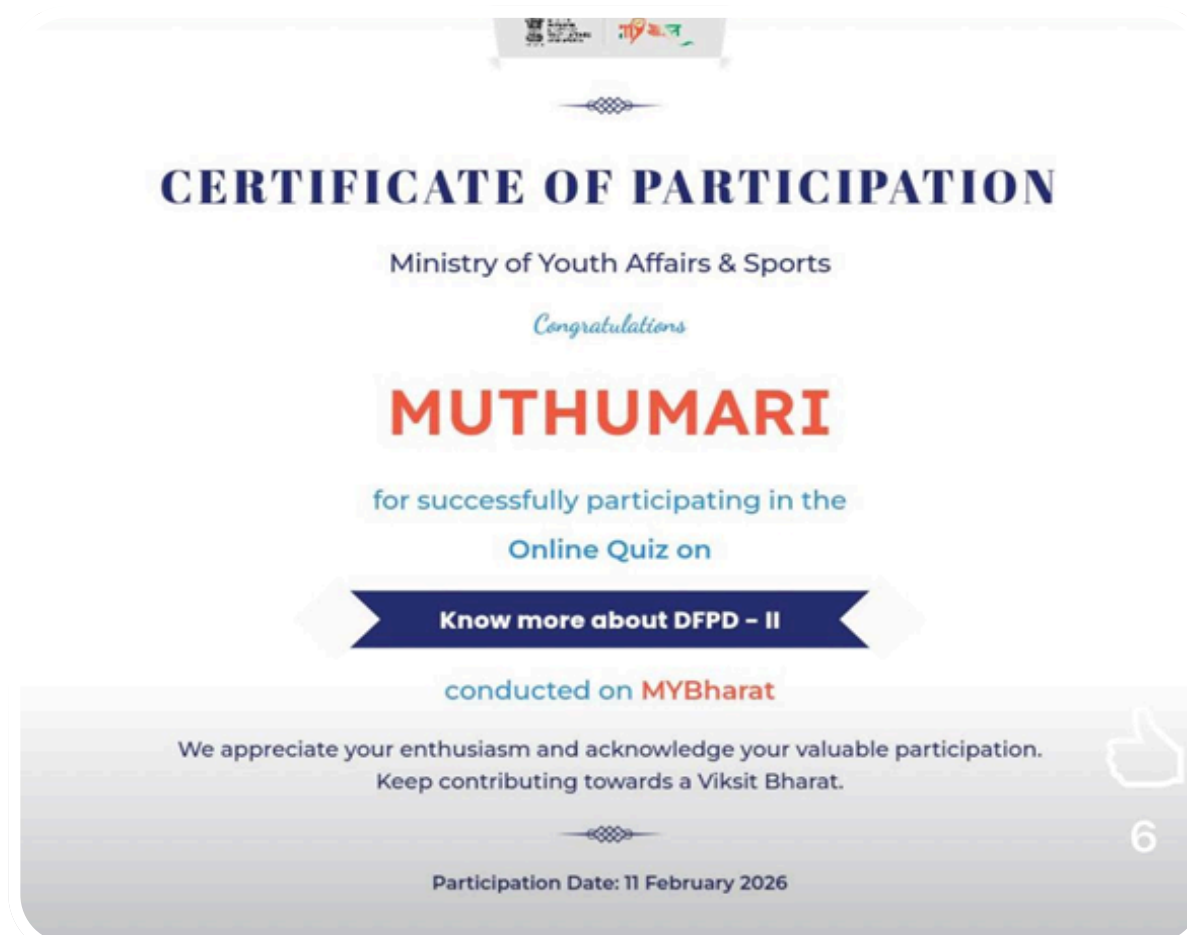 CERTIFICATE OF PARTICIPATION
Ministry of Youth Affairs & Sports
Congratulations
MUTHUMARI
for successfully participating in the
Online Quiz on
Know more about DFPD – II
conducted on MYBharat
We appreciate your enthusiasm and acknowledge your valuable participation.
Keep contributing towards a Viksit Bharat.
6
Participation Date: 11 February 2026